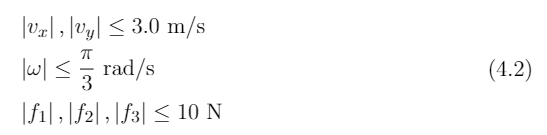 |v_x|, |v_y| ≤ 3.0 m/s
|ω| ≤ π/3 rad/s (4.2)
|f_1|, |f_2|, |f_3| ≤ 10 N